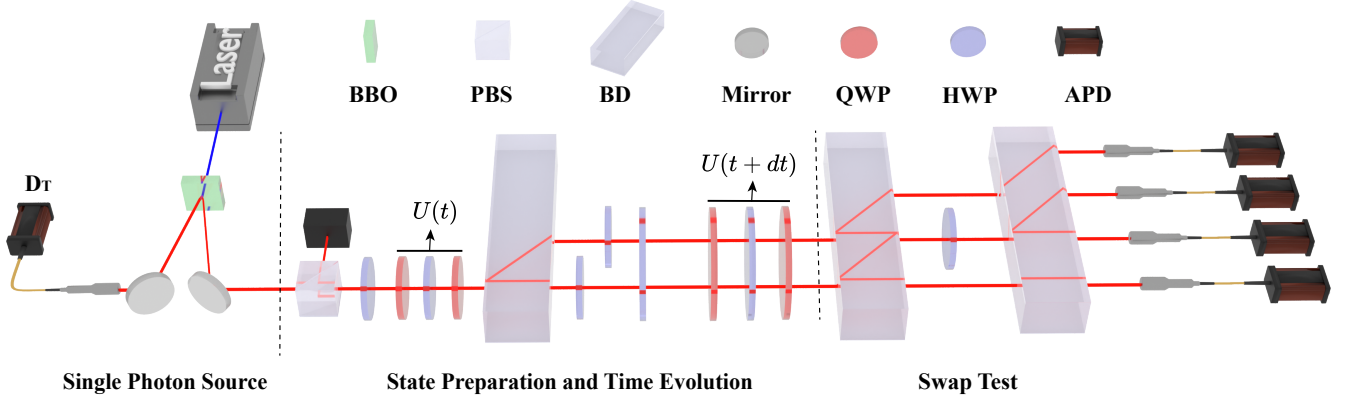 Laser
BBO
PBS
BD
Mirror
QWP
HWP
APD
DT
U(t)
U(t + dt)
Single Photon Source
State Preparation and Time Evolution
Swap Test